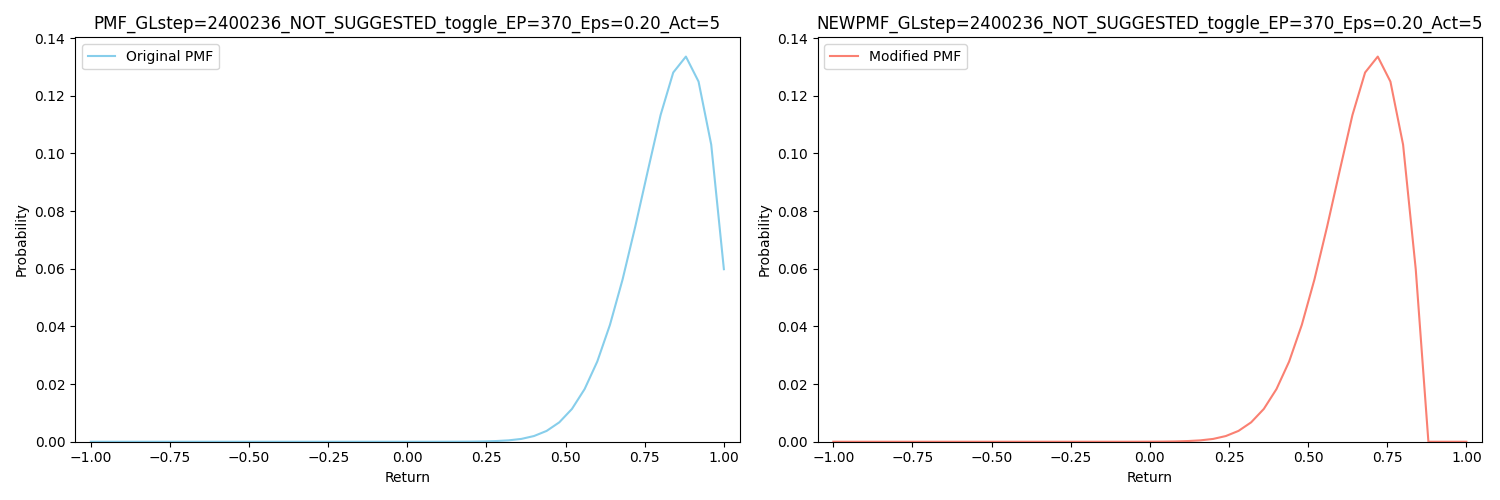 PMF_GLstep=2400236_NOT_SUGGESTED_toggle_EP=370_Eps=0.20_Act=5
Original PMF
Probability
0.14
0.12
0.10
0.08
0.06
0.04
0.02
0.00
−1.00 −0.75 −0.50 −0.25 0.00 0.25 0.50 0.75 1.00
Return
NEWPMF_GLstep=2400236_NOT_SUGGESTED_toggle_EP=370_Eps=0.20_Act=5
Modified PMF
Probability
0.14
0.12
0.10
0.08
0.06
0.04
0.02
0.00
−1.00 −0.75 −0.50 −0.25 0.00 0.25 0.50 0.75 1.00
Return